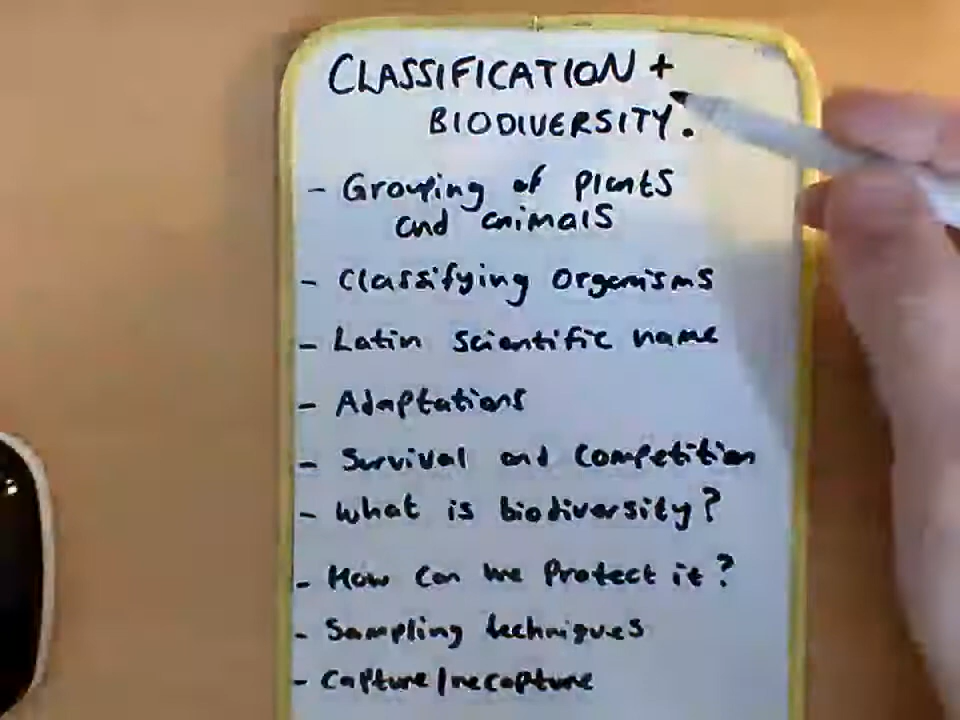 CLASSIFICATION +
BIODIVERSITY.
- Grouping of plants
and animals
- Classifying organisms
- Latin scientific name
- Adaptations
- Survival and Competition
- What is biodiversity?
- How can we protect it?
- Sampling techniques
- Capture/recapture